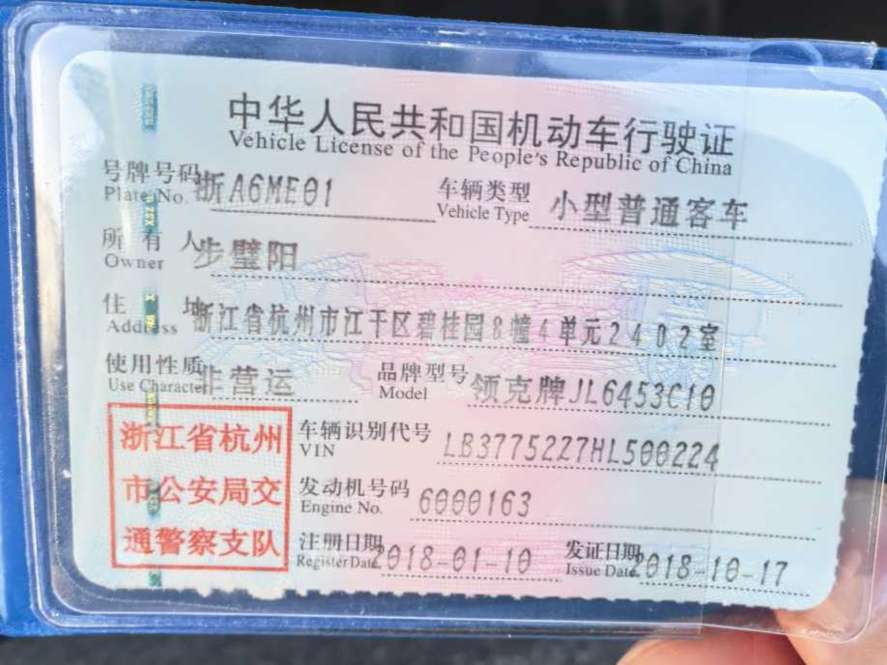 中华人民共和国机动车行驶证
Vehicle License of the People's Republic of China
号牌号码 浙A6ME01 车辆类型 小型普通客车
Plate No. Vehicle Type
所有人 步璧阳
Owner
住址 浙江省杭州市江干区碧桂园8幢4单元2402室
Address
使用性质 非营运 品牌型号 领克牌JL6453C10
Use Character Model
浙江省杭州
市公安局交
通警察支队
车辆识别代号 LB3775227HL500224
VIN
发动机号码 6000163
Engine No.
注册日期 2018-01-10 发证日期 2018-10-17
Register Date Issue Date